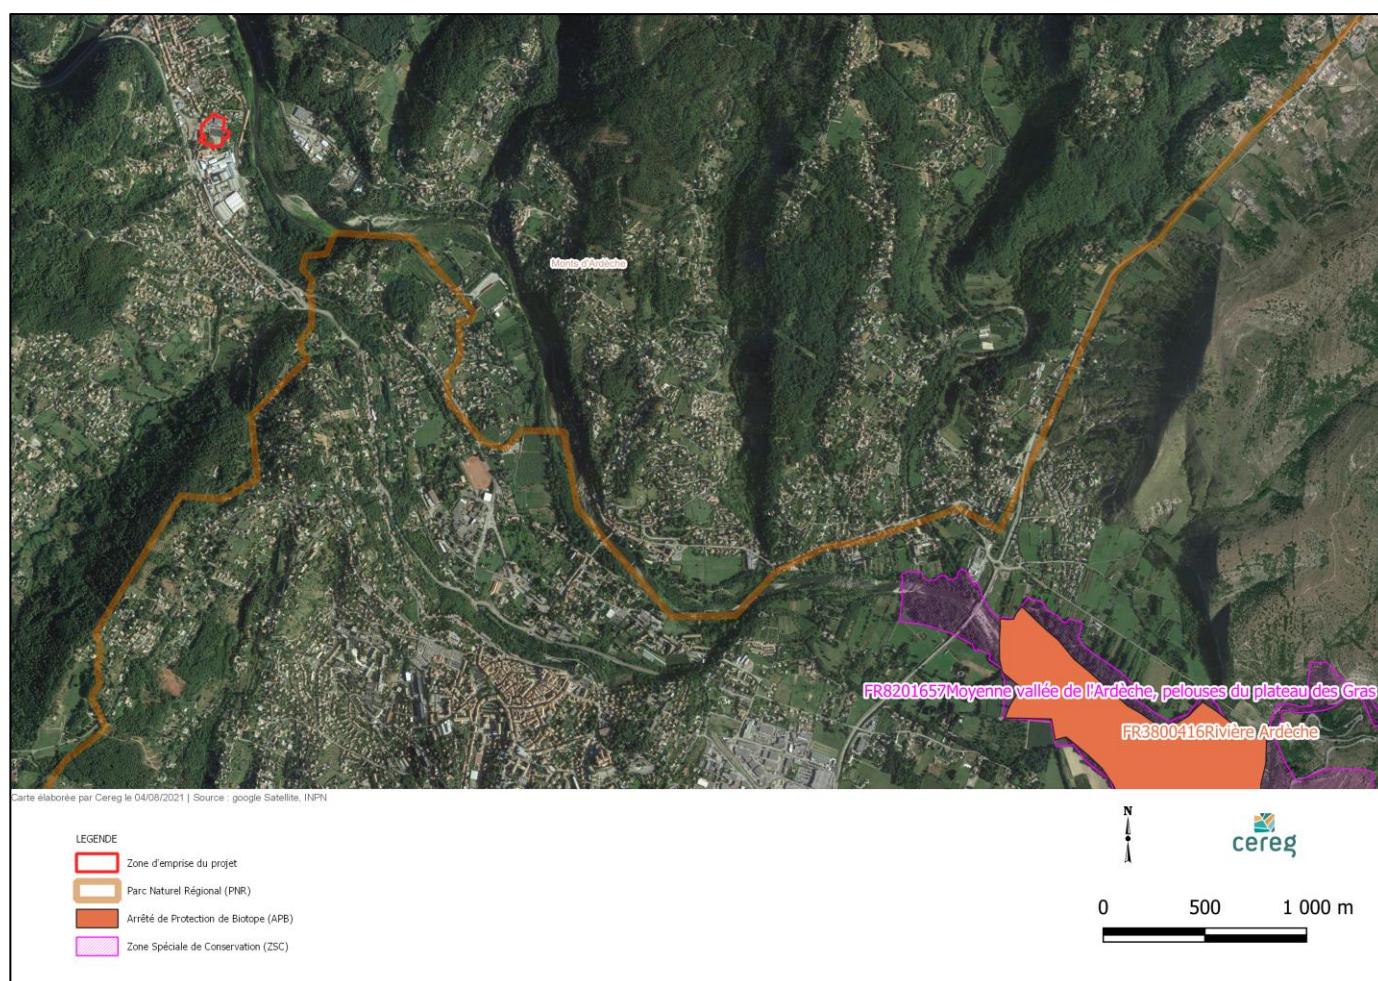 Monts d'Ardèche
FR8201657Moyenne vallée de l'Ardèche, pelouses du plateau des Gras
FR3800416Rivière Ardèche
Carte élaborée par Cereg le 04/08/2021 | Source : google Satellite, INPN
LEGENDE
Zone d'emprise du projet
Parc Naturel Régional (PNR)
Arrêté de Protection de Biotope (APB)
Zone Spéciale de Conservation (ZSC)
N
cereg
0 500 1 000 m